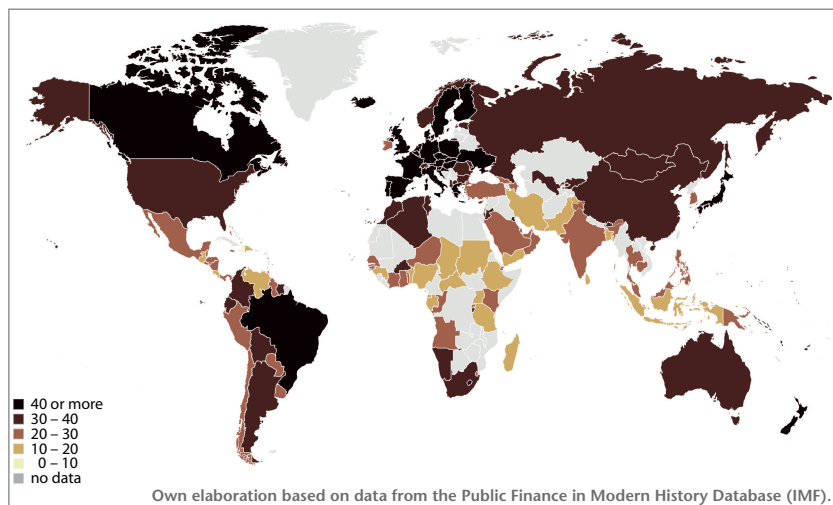 40 or more
30 – 40
20 – 30
10 – 20
0 – 10
no data
Own elaboration based on data from the Public Finance in Modern History Database (IMF).